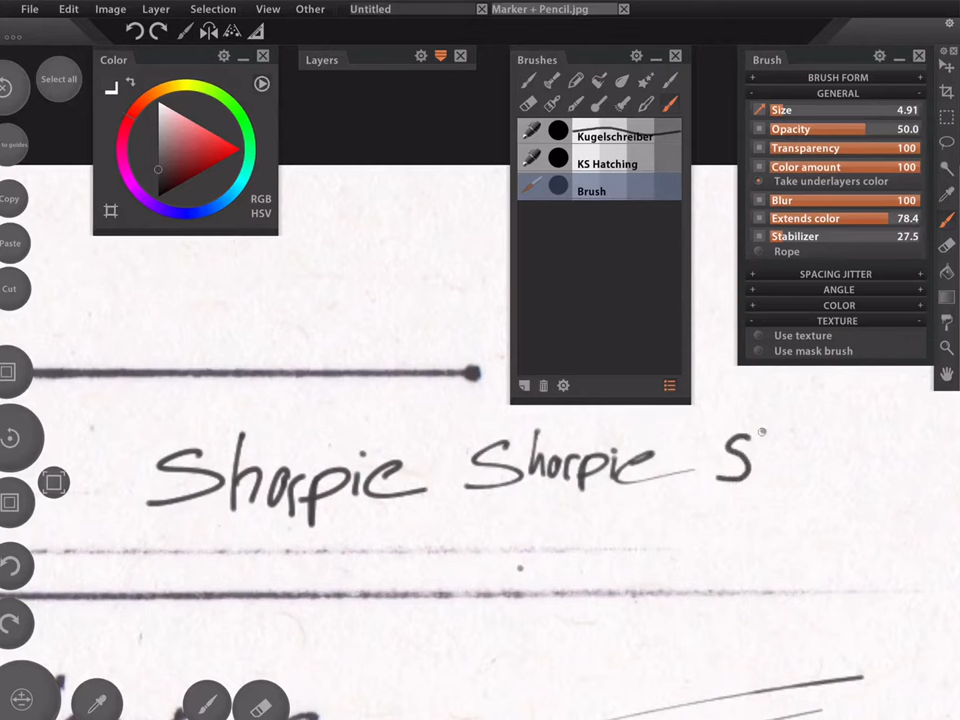 File Edit Image Layer Selection View Other Untitled Marker + Pencil.jpg
Select all
to guides
Copy
Paste
Cut
Color
RGB
HSV
Layers
Brushes
Kugelschreiber
KS Hatching
Brush
Brush
+ BRUSH FORM +
- GENERAL -
Size 4.91
Opacity 50.0
Transparency 100
Color amount 100
Take underlayers color
Blur 100
Extends color 78.4
Stabilizer 27.5
Rope
+ SPACING JITTER +
+ ANGLE +
+ COLOR +
- TEXTURE -
Use texture
Use mask brush
Sharpie Sharpie S